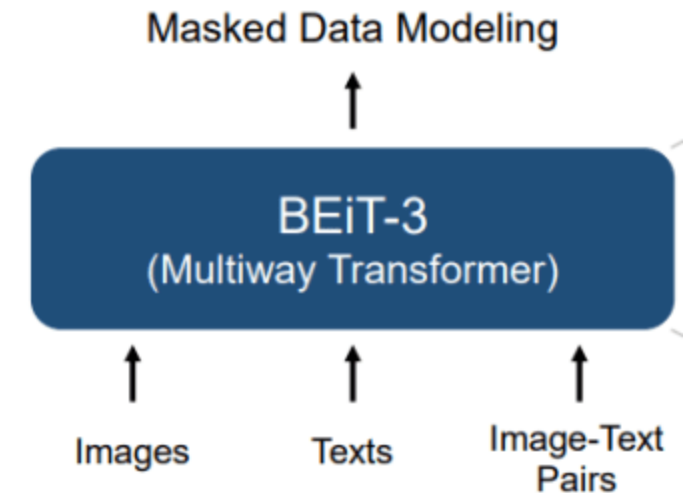 Masked Data Modeling
BEiT-3
(Multiway Transformer)
Images
Texts
Image-Text
Pairs